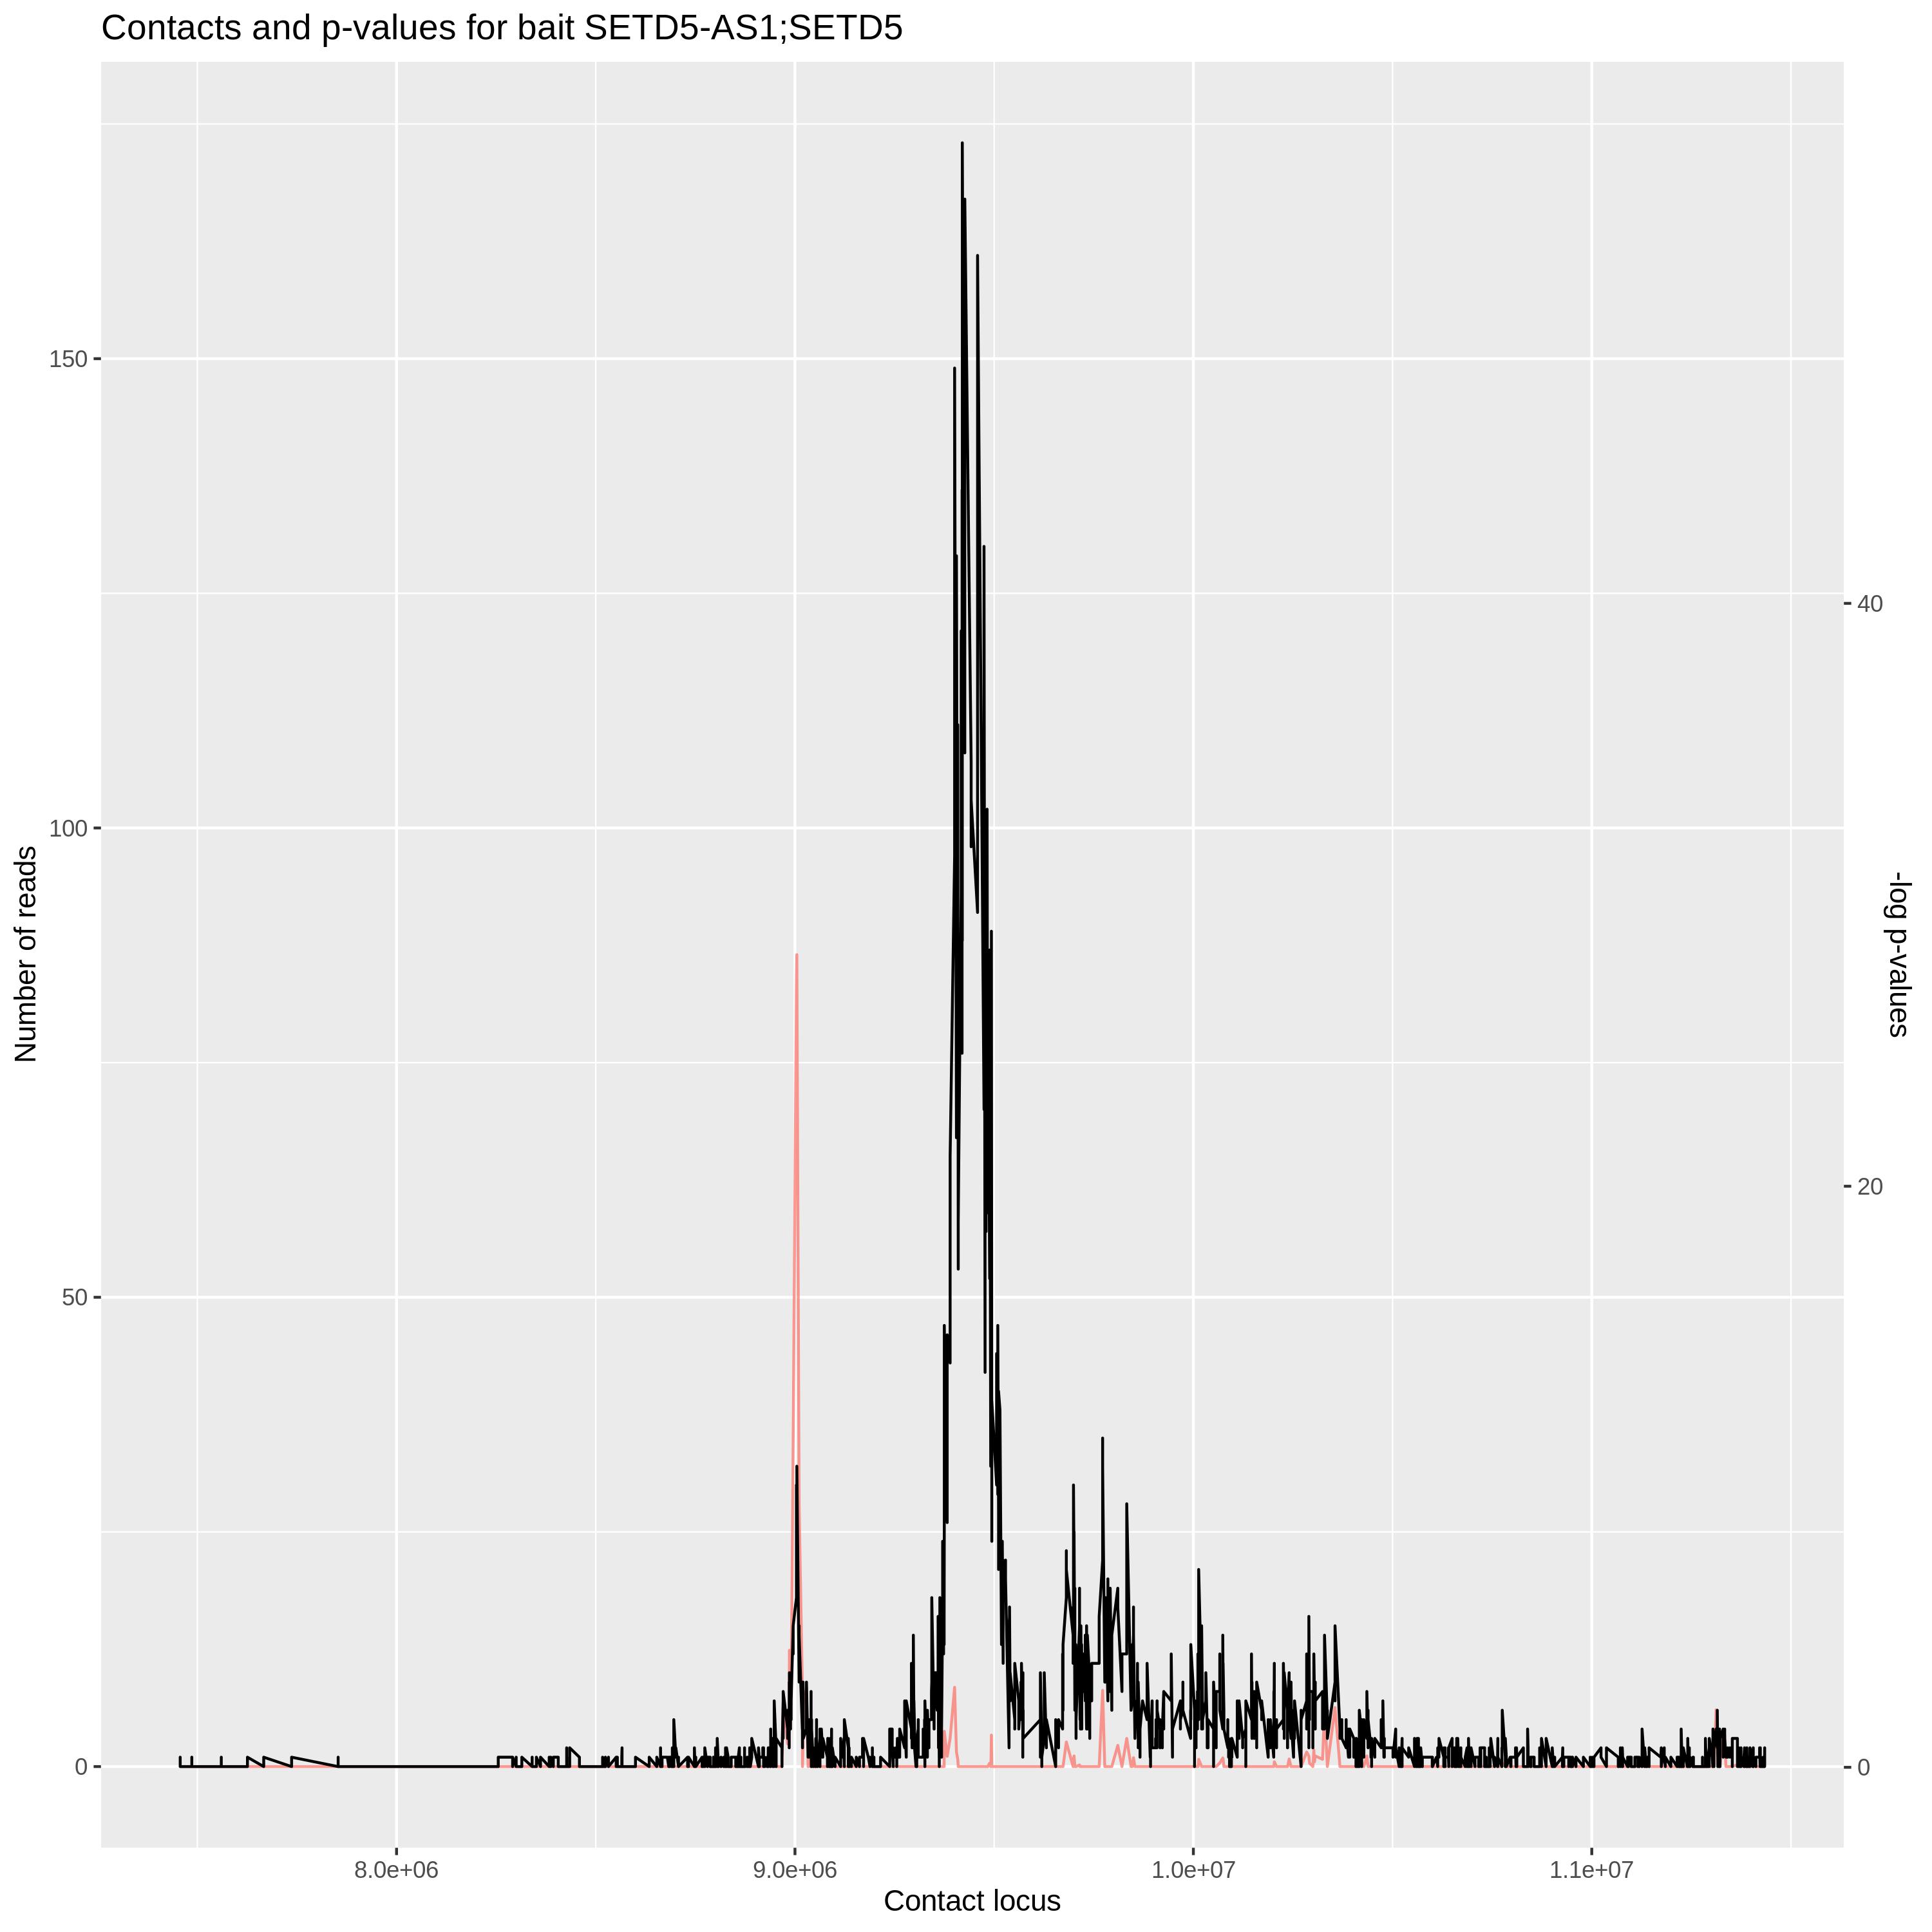 Contacts and p-values for bait SETD5-AS1;SETD5
150
100
50
0
Number of reads
40
20
0
-log p-values
8.0e+06
9.0e+06
1.0e+07
1.1e+07
Contact locus